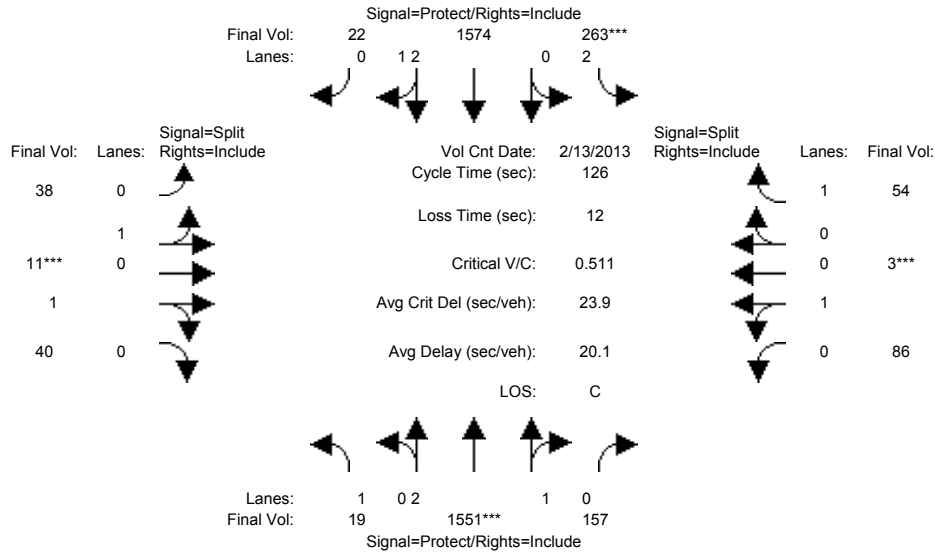 Signal=Protect/Rights=Include
Final Vol: 22 1574 263***
Lanes: 0 1 2 0 2
Signal=Split Signal=Split
Final Vol: Lanes: Rights=Include Vol Cnt Date: 2/13/2013 Rights=Include Lanes: Final Vol:
Cycle Time (sec): 126
38 0 1 54
Loss Time (sec): 12
1 0
11*** 0 Critical V/C: 0.511 0 3***
1 Avg Crit Del (sec/veh): 23.9 1
40 0 Avg Delay (sec/veh): 20.1 0 86
LOS: C
Lanes: 1 0 2 1 0
Final Vol: 19 1551*** 157
Signal=Protect/Rights=Include